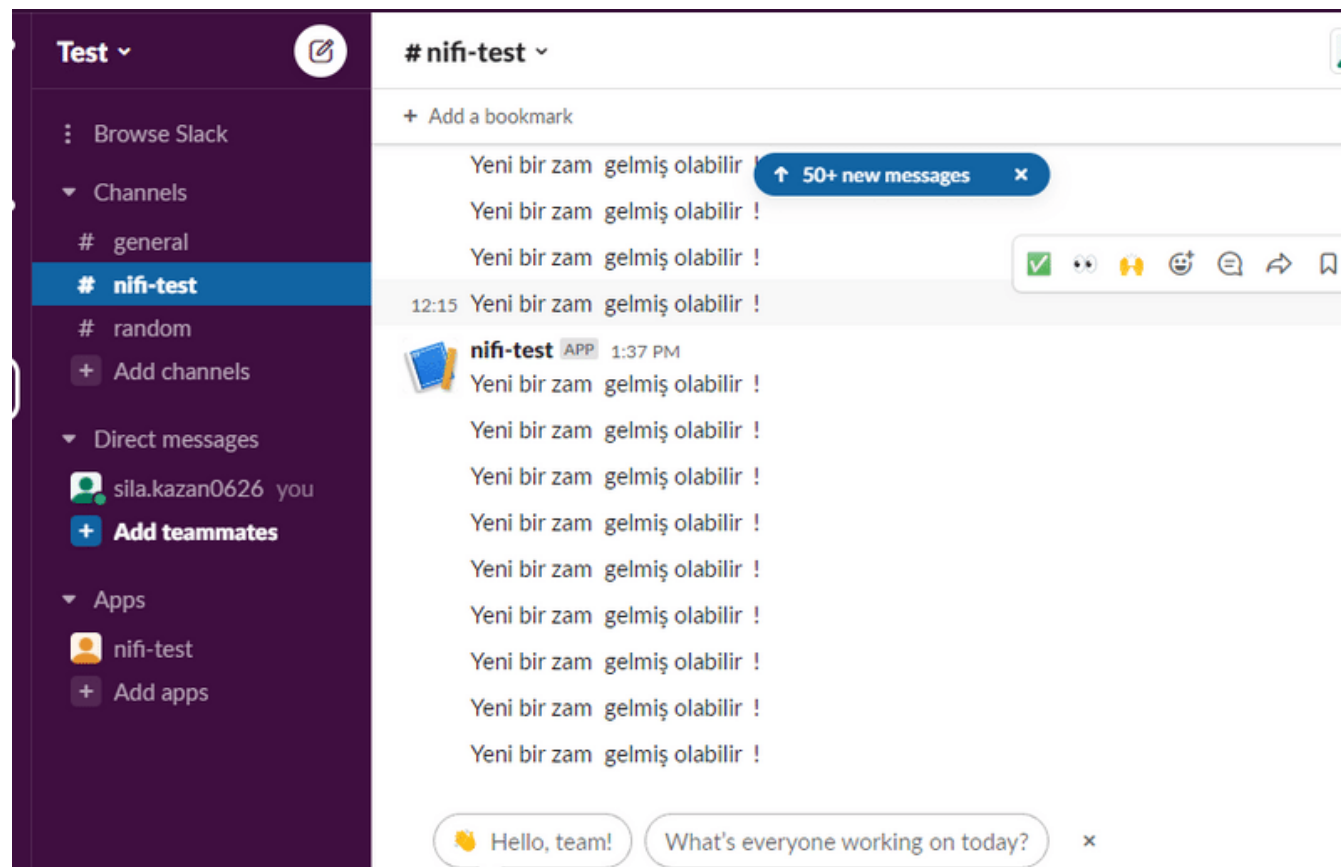 Test
Browse Slack
Channels
# general
# nifi-test
# random
+ Add channels
Direct messages
sila.kazan0626 you
+ Add teammates
Apps
nifi-test
+ Add apps
# nifi-test
+ Add a bookmark
Yeni bir zam gelmiş olabilir
↑ 50+ new messages ×
Yeni bir zam gelmiş olabilir !
Yeni bir zam gelmiş olabilir !
12:15 Yeni bir zam gelmiş olabilir !
nifi-test APP 1:37 PM
Yeni bir zam gelmiş olabilir !
Yeni bir zam gelmiş olabilir !
Yeni bir zam gelmiş olabilir !
Yeni bir zam gelmiş olabilir !
Yeni bir zam gelmiş olabilir !
Yeni bir zam gelmiş olabilir !
Yeni bir zam gelmiş olabilir !
Yeni bir zam gelmiş olabilir !
Yeni bir zam gelmiş olabilir !
👋 Hello, team! What's everyone working on today? ×